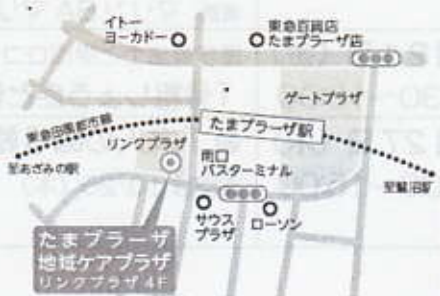 イトー
ヨーカドー
東急百貨店
たまプラーザ店
ゲートプラザ
東急田園都市線
たまプラーザ駅
リンクプラザ
南口
バスターミナル
至あざみの駅
至鷺沼駅
サウス
プラザ
ローソン
たまプラーザ
地域ケアプラザ
リンクプラザ 4F